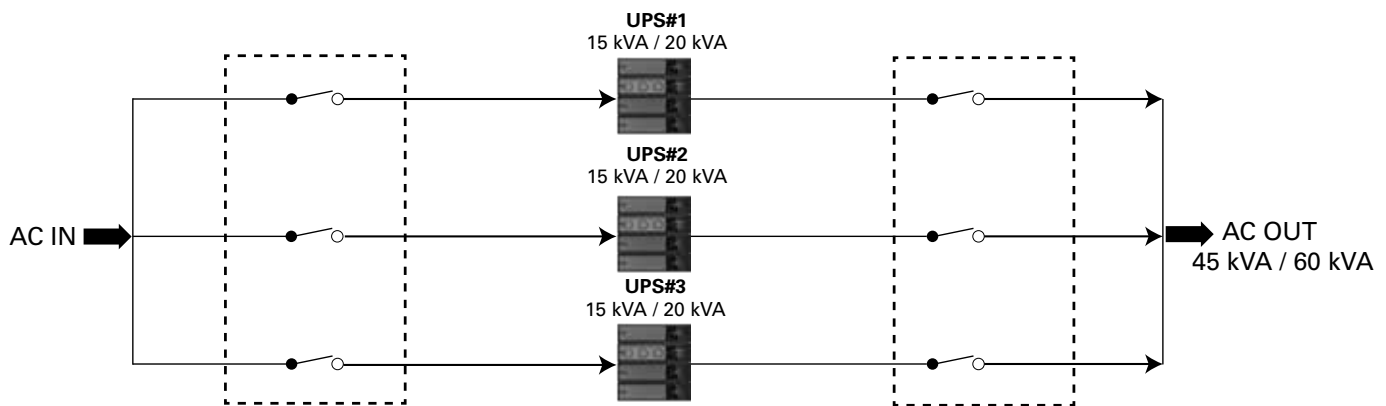 UPS#1
15 kVA / 20 kVA
UPS#2
15 kVA / 20 kVA
AC IN
AC OUT
45 kVA / 60 kVA
UPS#3
15 kVA / 20 kVA